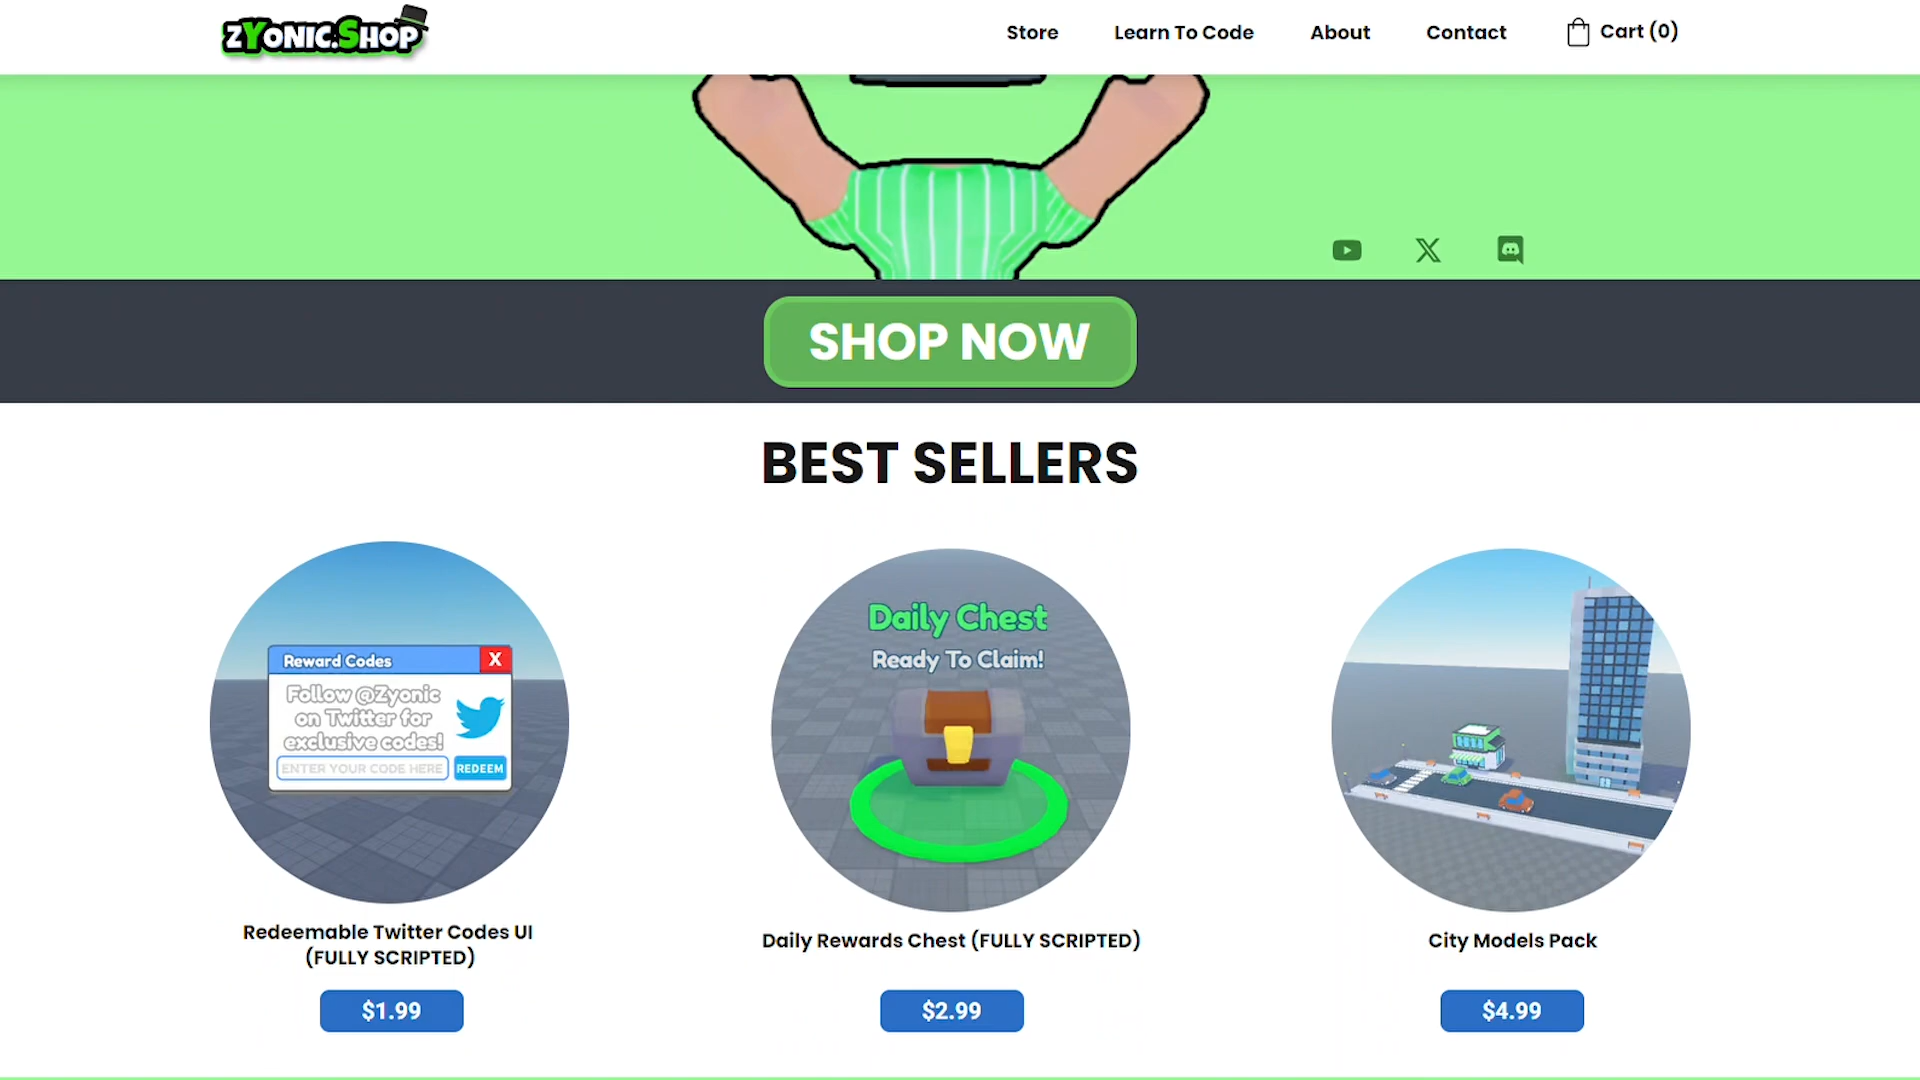 ZYONIC.SHOP
Store
Learn To Code
About
Contact
Cart (0)
SHOP NOW
BEST SELLERS
Reward Codes
X
Follow @Zyonic
on Twitter for
exclusive codes!
ENTER YOUR CODE HERE
REDEEM
Daily Chest
Ready To Claim!
Redeemable Twitter Codes UI
(FULLY SCRIPTED)
Daily Rewards Chest (FULLY SCRIPTED)
City Models Pack
$1.99
$2.99
$4.99